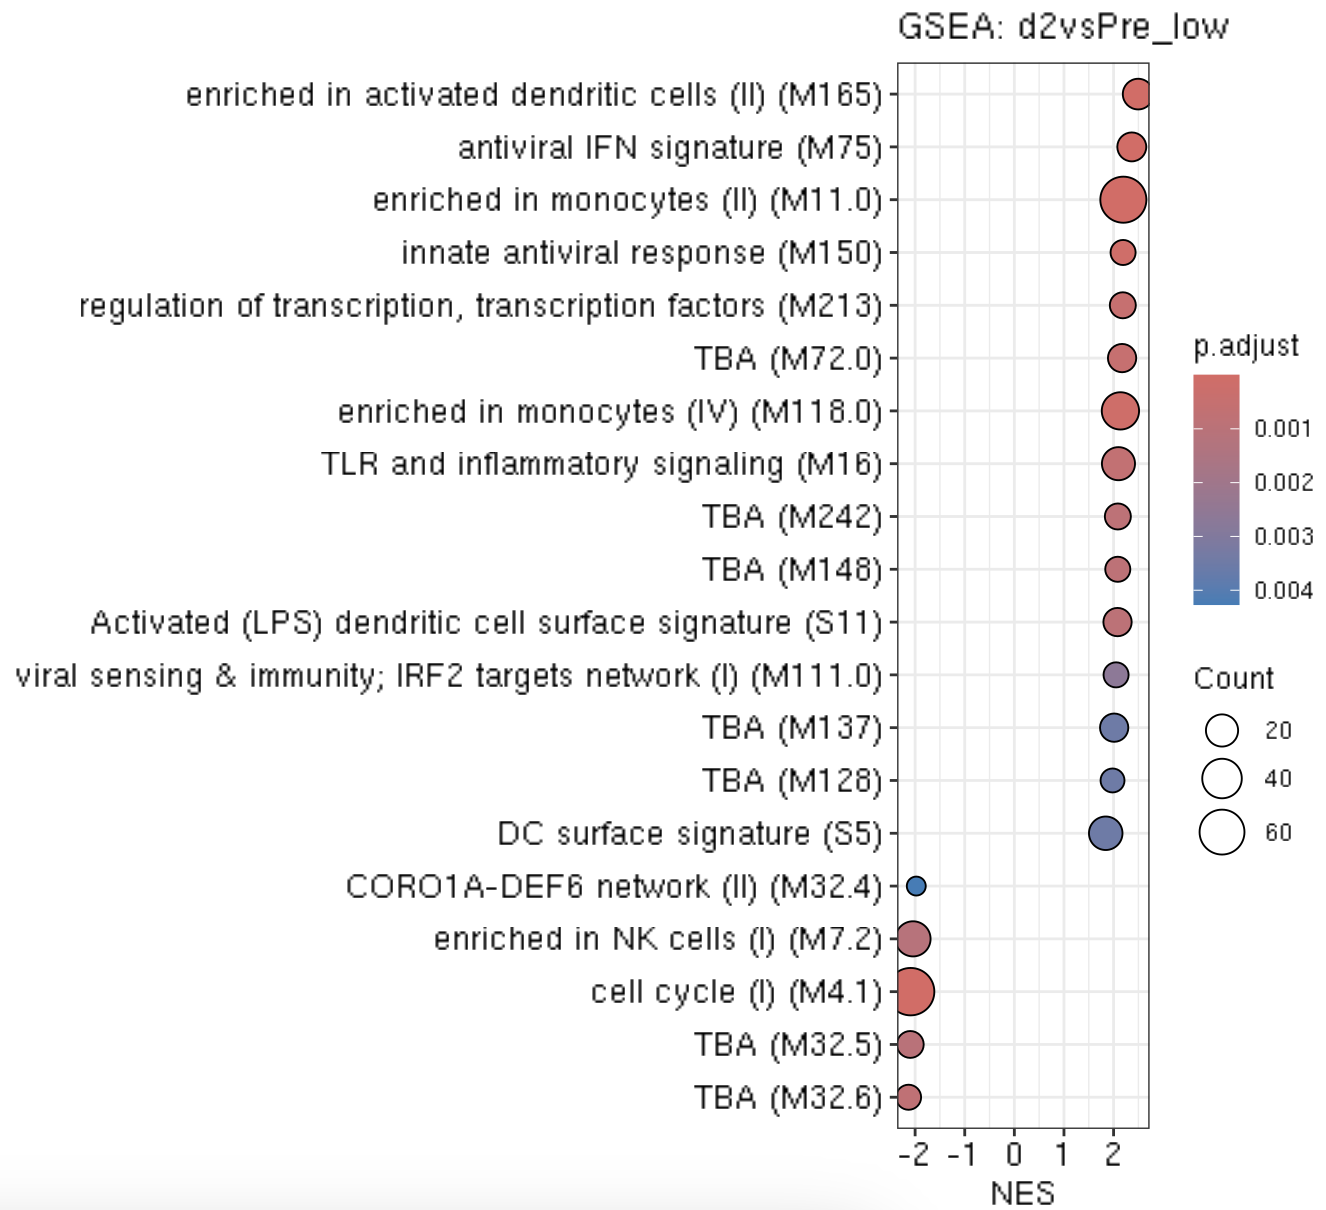 GSEA: d2vsPre_low
enriched in activated dendritic cells (II) (M165)
antiviral IFN signature (M75)
enriched in monocytes (II) (M11.0)
innate antiviral response (M150)
regulation of transcription, transcription factors (M213)
TBA (M72.0)
enriched in monocytes (IV) (M118.0)
TLR and inflammatory signaling (M16)
TBA (M242)
TBA (M148)
Activated (LPS) dendritic cell surface signature (S11)
viral sensing & immunity; IRF2 targets network (I) (M111.0)
TBA (M137)
TBA (M128)
DC surface signature (S5)
CORO1A-DEF6 network (II) (M32.4)
enriched in NK cells (I) (M7.2)
cell cycle (I) (M4.1)
TBA (M32.5)
TBA (M32.6)
-2 -1 0 1 2
NES
p.adjust
0.001
0.002
0.003
0.004
Count
20
40
60